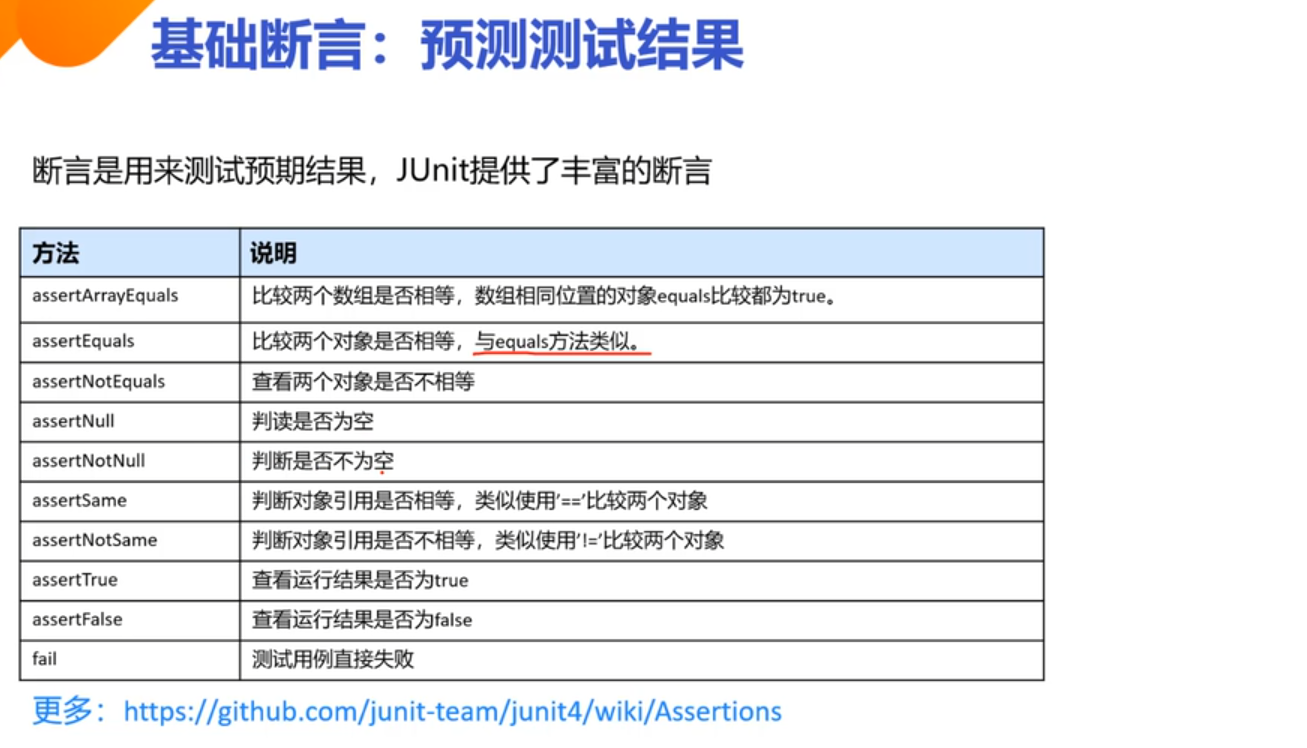 基础断言：预测测试结果
断言是用来测试预期结果，JUnit提供了丰富的断言
方法 说明
assertArrayEquals 比较两个数组是否相等，数组相同位置的对象equals比较都为true。
assertEquals 比较两个对象是否相等，与equals方法类似。
assertNotEquals 查看两个对象是否不相等
assertNull 判读是否为空
assertNotNull 判断是否不为空
assertSame 判断对象引用是否相等，类似使用'=='比较两个对象
assertNotSame 判断对象引用是否不相等，类似使用'!='比较两个对象
assertTrue 查看运行结果是否为true
assertFalse 查看运行结果是否为false
fail 测试用例直接失败
更多：https://github.com/junit-team/junit4/wiki/Assertions